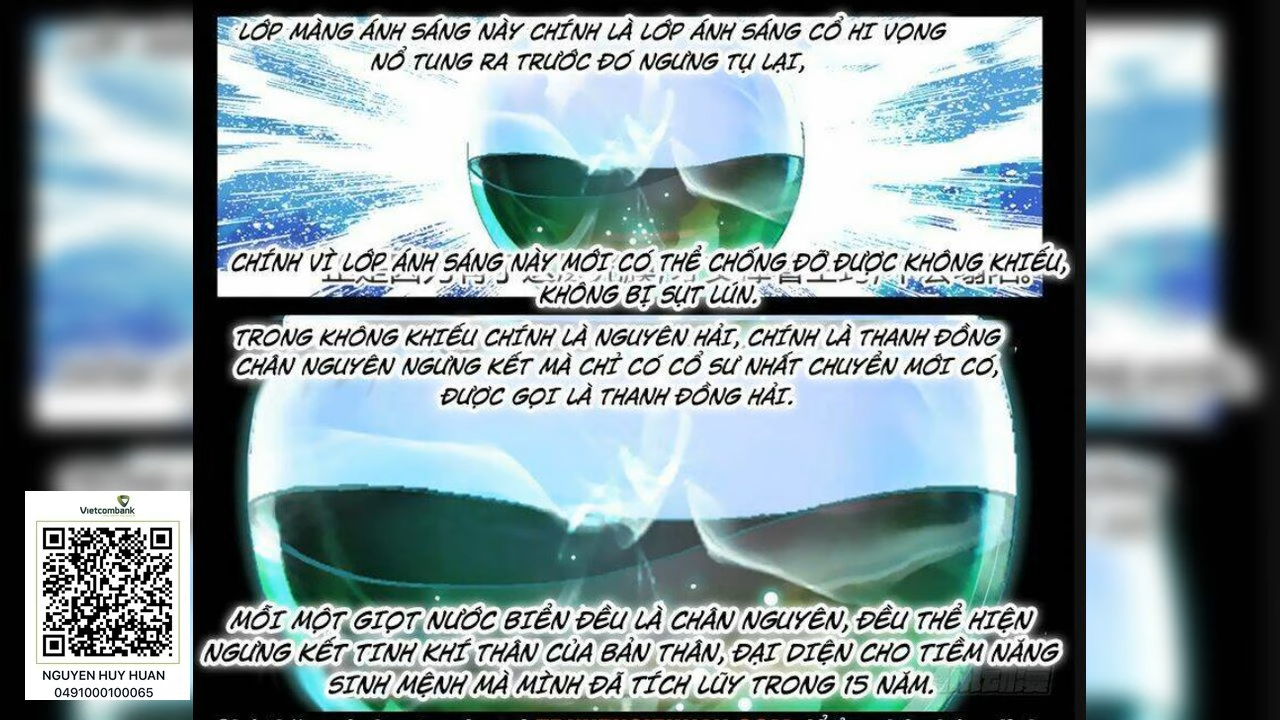 LỚP MÀNG ÁNH SÁNG NÀY CHÍNH LÀ LỚP ÁNH SÁNG CỔ HI VỌNG
NỔ TUNG RA TRƯỚC ĐÓ NGƯNG TỤ LẠI,
CHÍNH VÌ LỚP ÁNH SÁNG NÀY MỚI CÓ THỂ CHỐNG ĐỠ ĐƯỢC KHÔNG KHIẾU,
KHÔNG BỊ SỤT LÚN.
TRONG KHÔNG KHIẾU CHÍNH LÀ NGUYÊN HẢI, CHÍNH LÀ THANH ĐỒNG
CHÂN NGUYÊN NGƯNG KẾT MÀ CHỈ CÓ CỔ SƯ NHẤT CHUYỂN MỚI CÓ,
ĐƯỢC GỌI LÀ THANH ĐỒNG HẢI.
MỖI MỘT GIỌT NƯỚC BIỂN ĐỀU LÀ CHÂN NGUYÊN, ĐỀU THỂ HIỆN
NGƯNG KẾT TINH KHÍ THẦN CỦA BẢN THÂN, ĐẠI DIỆN CHO TIỀM NĂNG
SINH MỆNH MÀ MÌNH ĐÃ TÍCH LŨY TRONG 15 NĂM.
Vietcombank
NGUYEN HUY HUAN
0491000100065